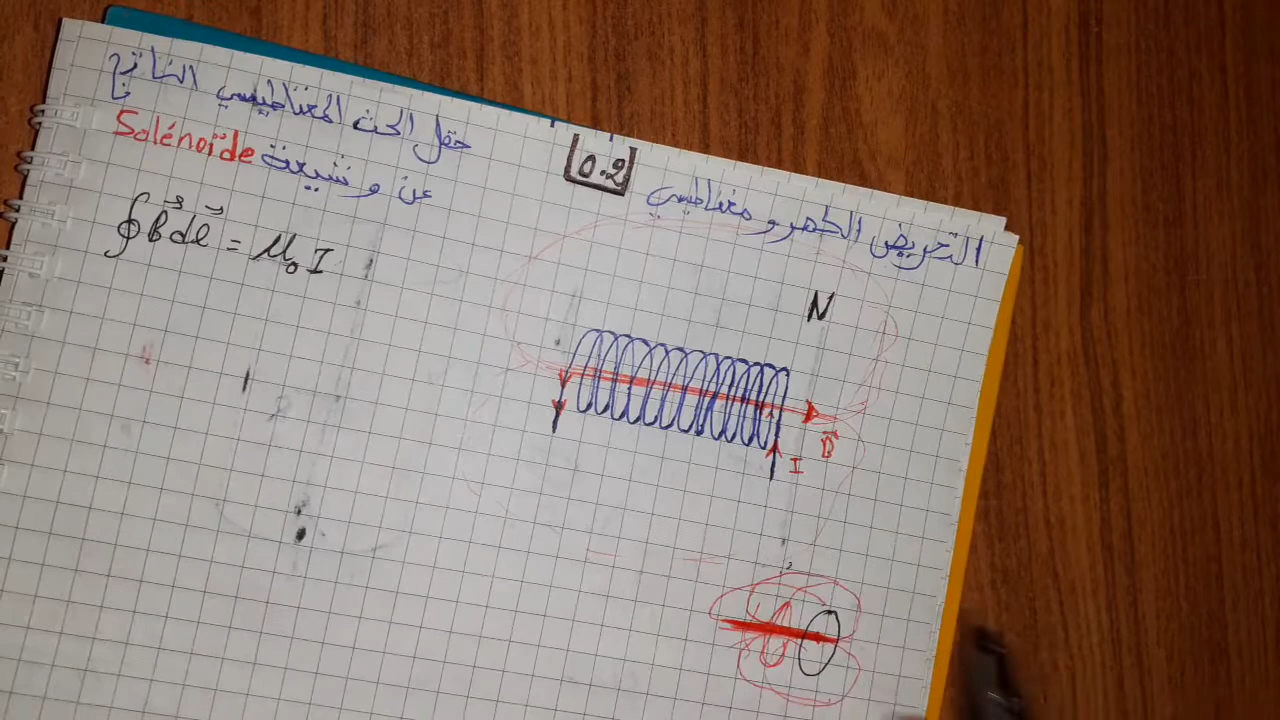 0.2
التحريض الكهرومغناطيسي
حقل الحث المغناطيسي الناتج
عن وشيعة Solénoïde
∮B⃗dl⃗ = μ₀I
N
B⃗
I